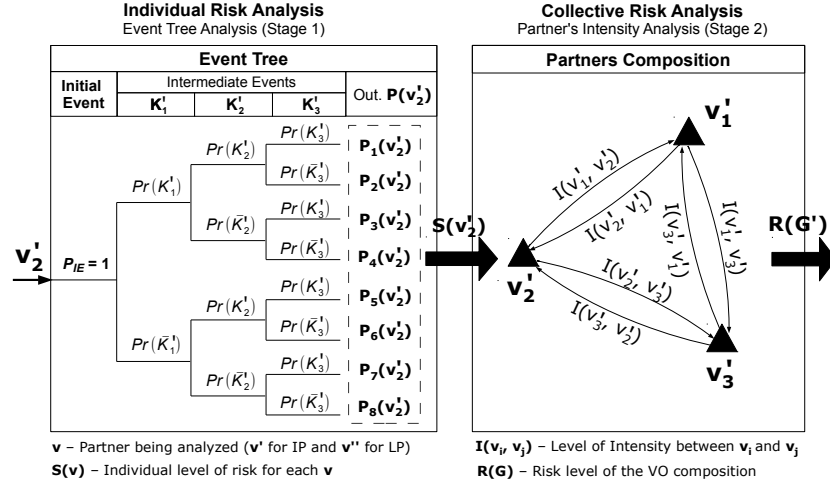 Individual Risk Analysis
Event Tree Analysis (Stage 1)
Event Tree
Initial Event
Intermediate Events
K'₁ K'₂ K'₃
Out. P(v'₂)
v'₂
P_IE = 1
Pr(K'₁)
Pr(K̄'₁)
Pr(K'₂)
Pr(K̄'₂)
Pr(K'₂)
Pr(K̄'₂)
Pr(K'₃)
Pr(K̄'₃)
Pr(K'₃)
Pr(K̄'₃)
Pr(K'₃)
Pr(K̄'₃)
Pr(K'₃)
Pr(K̄'₃)
P₁(v'₂)
P₂(v'₂)
P₃(v'₂)
P₄(v'₂)
P₅(v'₂)
P₆(v'₂)
P₇(v'₂)
P₈(v'₂)
v – Partner being analyzed (v' for IP and v'' for LP)
S(v) – Individual level of risk for each v
S(v'₂)
Collective Risk Analysis
Partner's Intensity Analysis (Stage 2)
Partners Composition
v'₁
I(v'₁, v'₂)
I(v'₂, v'₁)
I(v'₃, v'₁)
I(v'₁, v'₃)
v'₂
I(v'₂, v'₃)
I(v'₃, v'₂)
v'₃
R(G')
I(vᵢ, vⱼ) – Level of Intensity between vᵢ and vⱼ
R(G) – Risk level of the VO composition